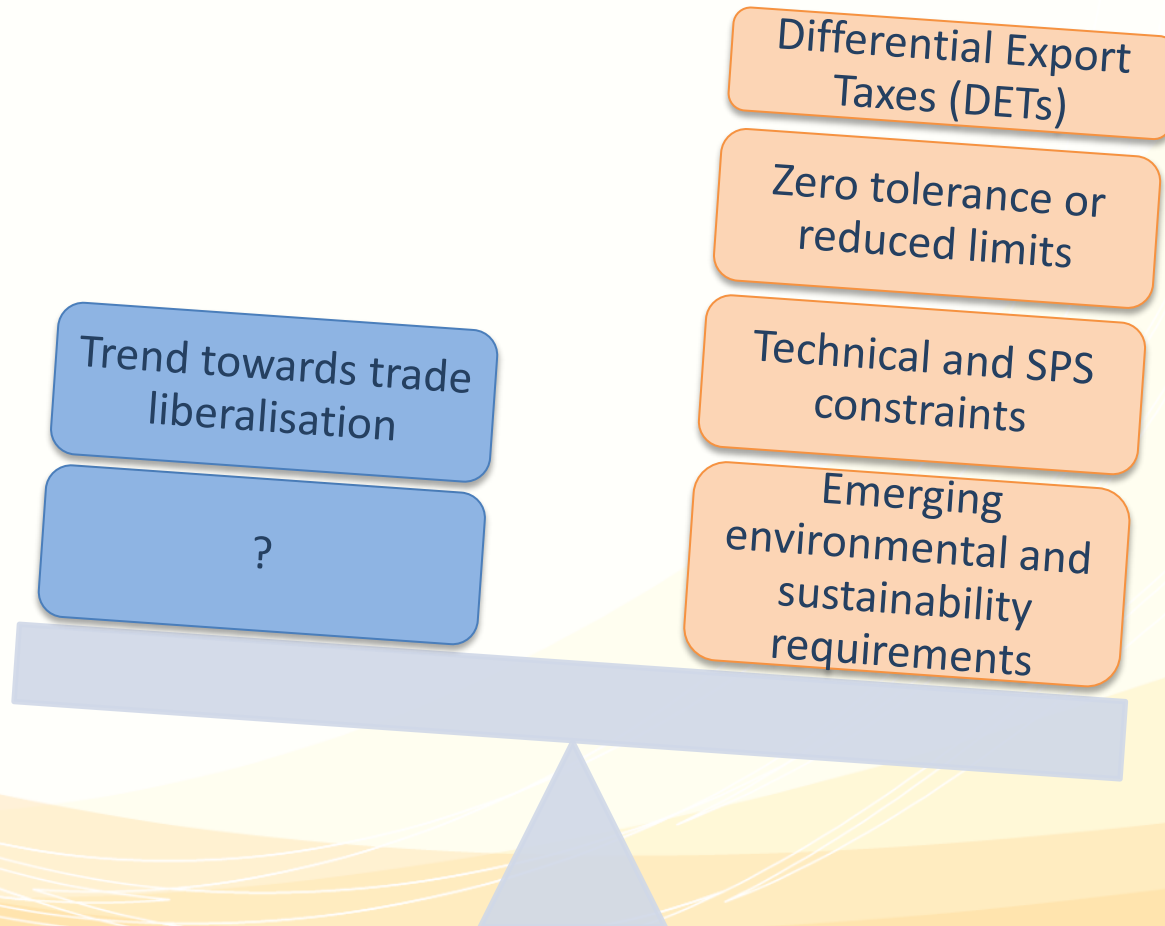 Trend towards trade
liberalisation
?
Differential Export
Taxes (DETs)
Zero tolerance or
reduced limits
Technical and SPS
constraints
Emerging
environmental and
sustainability
requirements